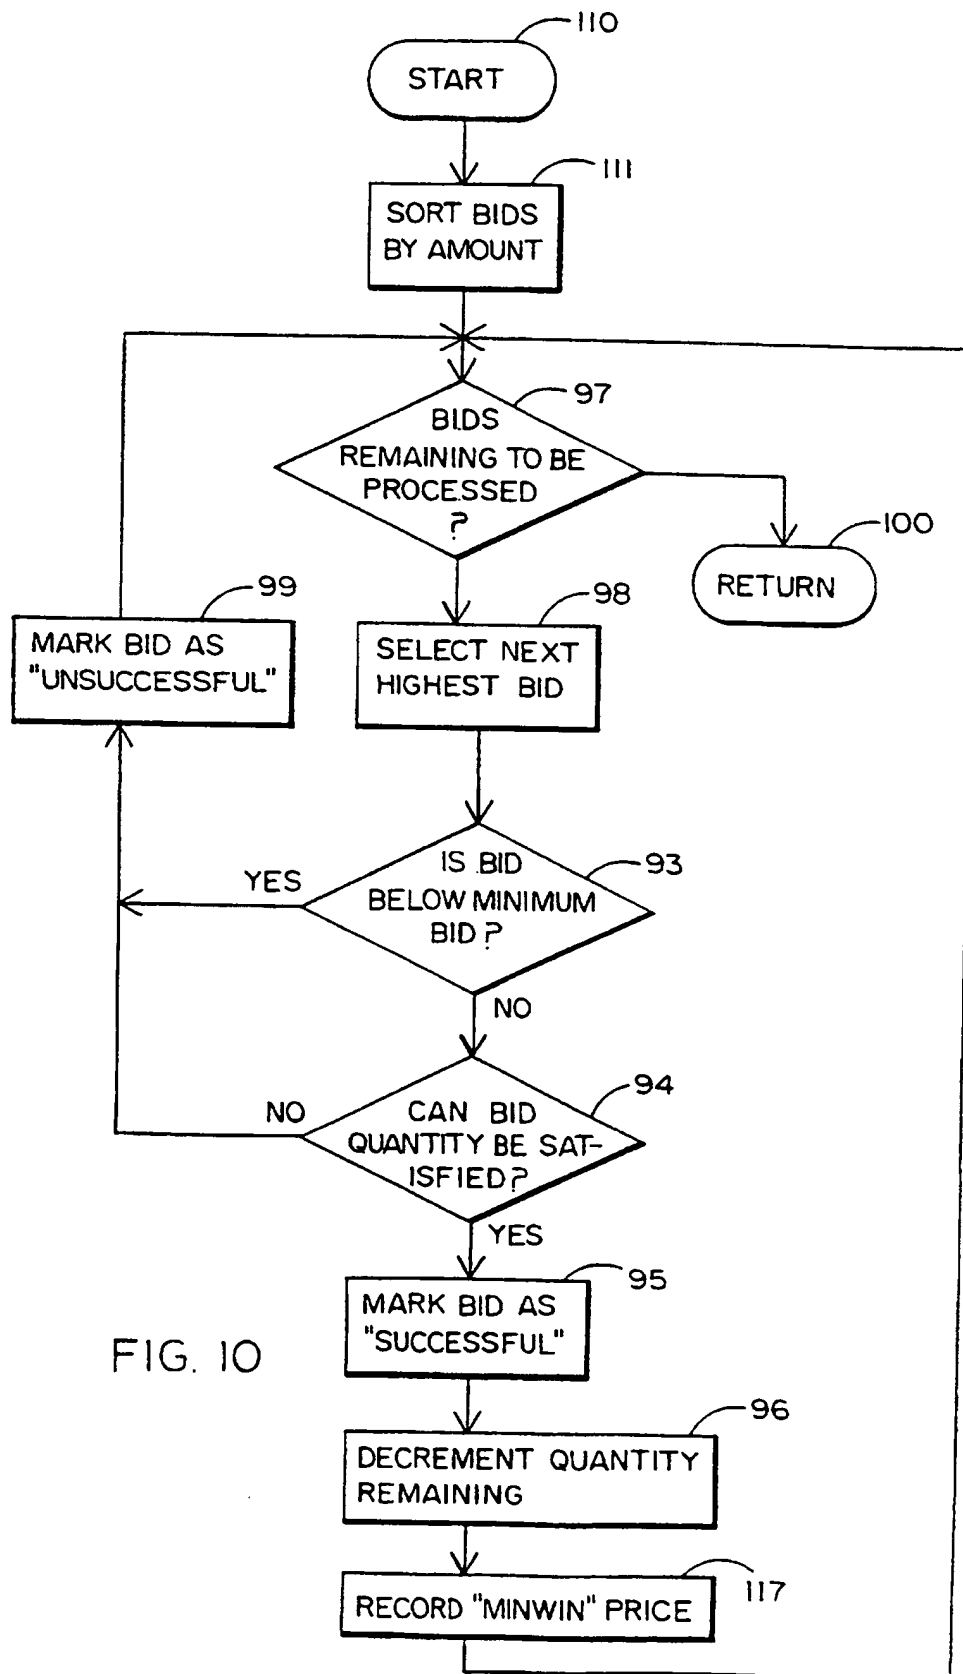 110
START
111
SORT BIDS
BY AMOUNT
97
BIDS
REMAINING TO BE
PROCESSED
?
100
RETURN
99
MARK BID AS
"UNSUCCESSFUL"
98
SELECT NEXT
HIGHEST BID
93
IS BID
BELOW MINIMUM
BID?
YES
NO
94
CAN BID
QUANTITY BE SAT-
ISFIED?
NO
YES
95
MARK BID AS
"SUCCESSFUL"
FIG. 10
96
DECREMENT QUANTITY
REMAINING
117
RECORD "MINWIN" PRICE